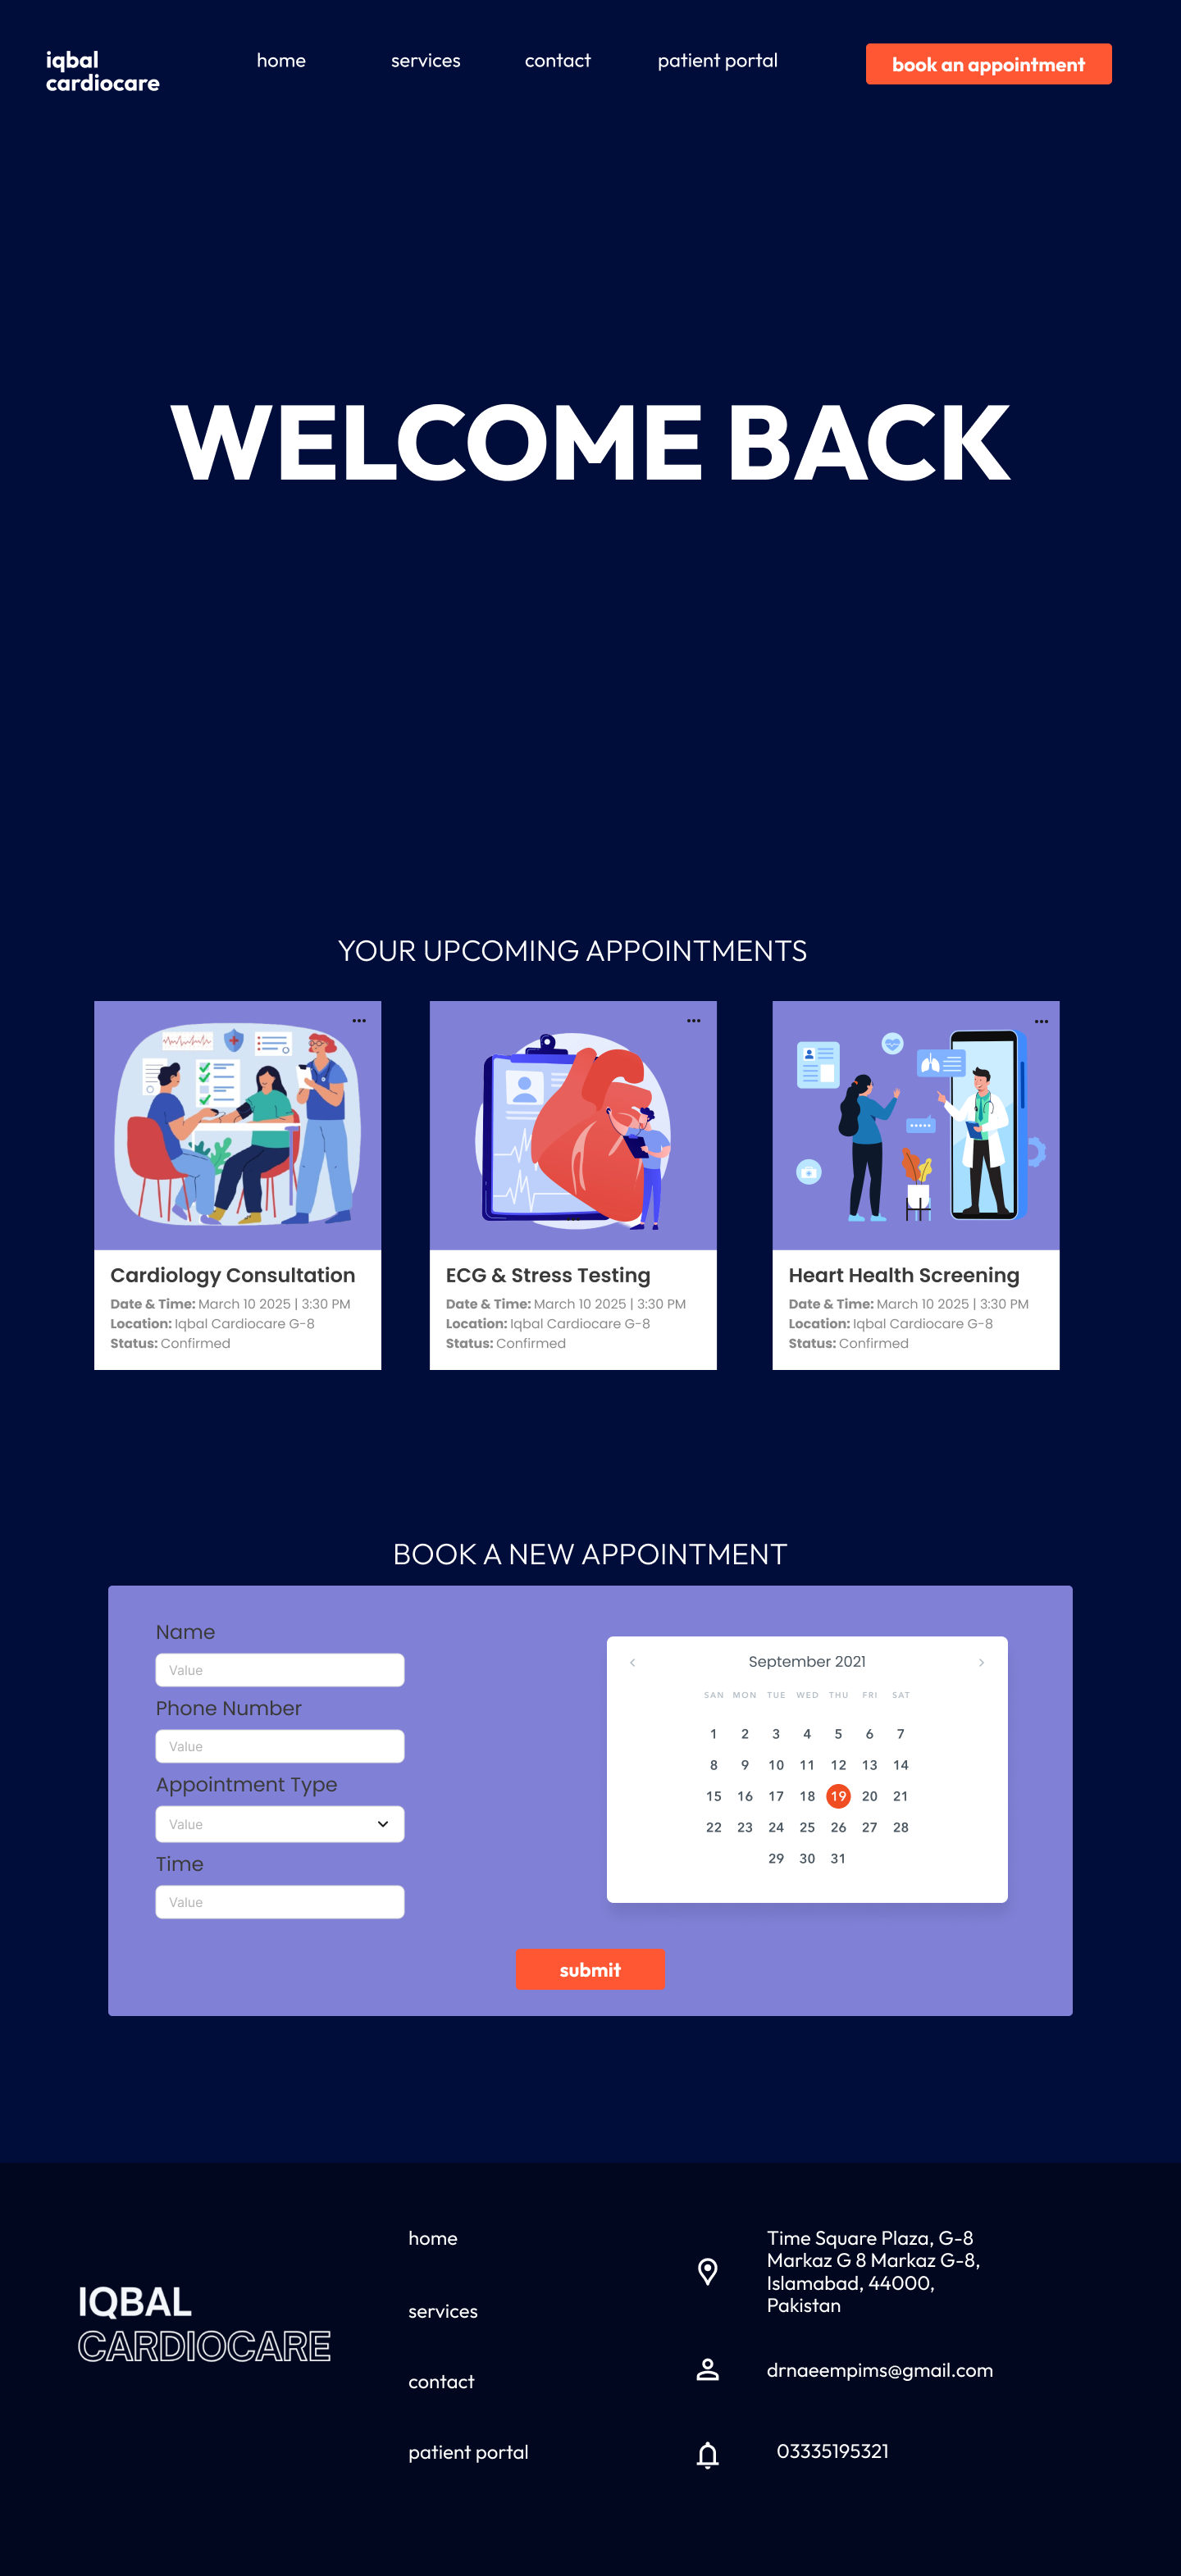 iqbal
cardiocare
home
services
contact
patient portal
book an appointment
WELCOME BACK
YOUR UPCOMING APPOINTMENTS
Cardiology Consultation
Date & Time: March 10 2025 | 3:30 PM
Location: Iqbal Cardiocare G-8
Status: Confirmed
ECG & Stress Testing
Date & Time: March 10 2025 | 3:30 PM
Location: Iqbal Cardiocare G-8
Status: Confirmed
Heart Health Screening
Date & Time: March 10 2025 | 3:30 PM
Location: Iqbal Cardiocare G-8
Status: Confirmed
BOOK A NEW APPOINTMENT
Name
Value
Phone Number
Value
Appointment Type
Value
Time
Value
September 2021
SAN MON TUE WED THU FRI SAT
1 2 3 4 5 6 7
8 9 10 11 12 13 14
15 16 17 18 19 20 21
22 23 24 25 26 27 28
29 30 31
submit
IQBAL
CARDIOCARE
home
services
contact
patient portal
Time Square Plaza, G-8
Markaz G 8 Markaz G-8,
Islamabad, 44000,
Pakistan
drnaeempims@gmail.com
03335195321